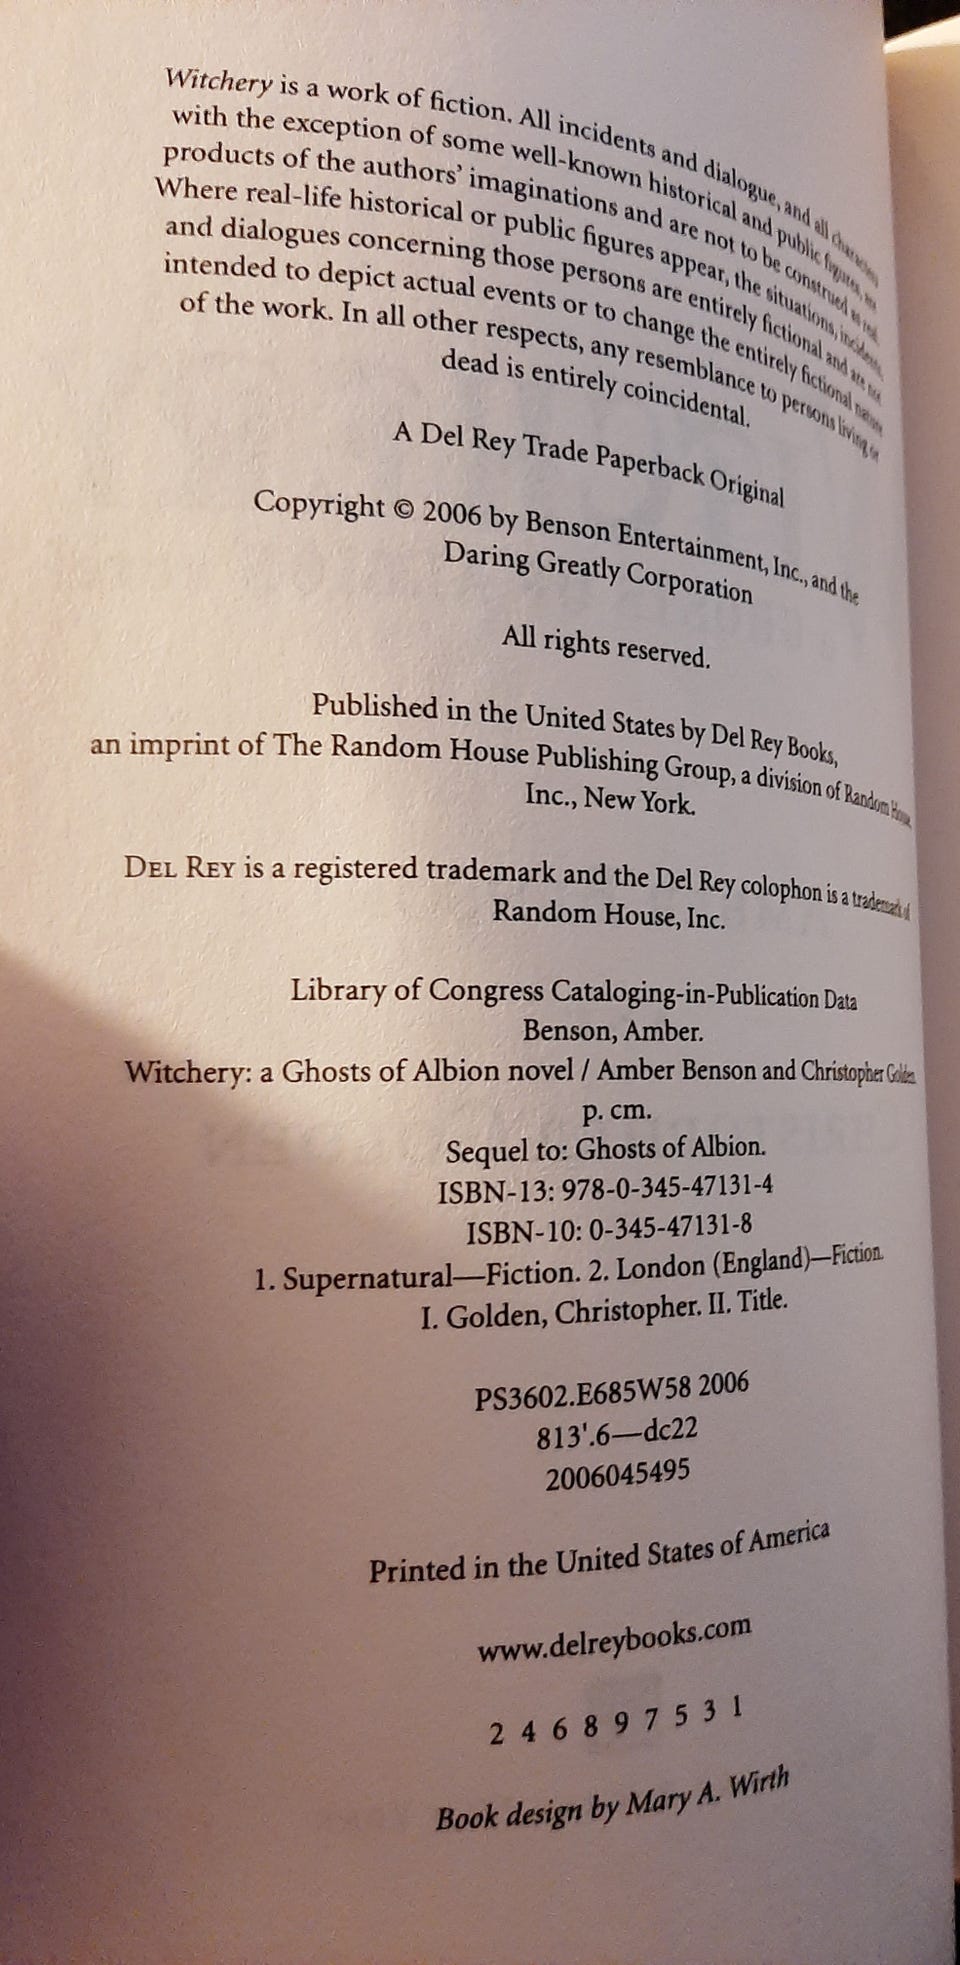 Witchery is a work of fiction. All incidents and dialogue, and all characters
with the exception of some well-known historical and public figures, are
products of the authors' imaginations and are not to be construed as real.
Where real-life historical or public figures appear, the situations, incidents,
and dialogues concerning those persons are entirely fictional and are not
intended to depict actual events or to change the entirely fictional nature
of the work. In all other respects, any resemblance to persons living or
dead is entirely coincidental.
A Del Rey Trade Paperback Original
Copyright © 2006 by Benson Entertainment, Inc., and the
Daring Greatly Corporation
All rights reserved.
Published in the United States by Del Rey Books,
an imprint of The Random House Publishing Group, a division of Random House,
Inc., New York.
DEL REY is a registered trademark and the Del Rey colophon is a trademark of
Random House, Inc.
Library of Congress Cataloging-in-Publication Data
Benson, Amber.
Witchery: a Ghosts of Albion novel / Amber Benson and Christopher Golden.
p. cm.
Sequel to: Ghosts of Albion.
ISBN-13: 978-0-345-47131-4
ISBN-10: 0-345-47131-8
1. Supernatural—Fiction. 2. London (England)—Fiction.
I. Golden, Christopher. II. Title.
PS3602.E685W58 2006
813'.6—dc22
2006045495
Printed in the United States of America
www.delreybooks.com
2 4 6 8 9 7 5 3 1
Book design by Mary A. Wirth